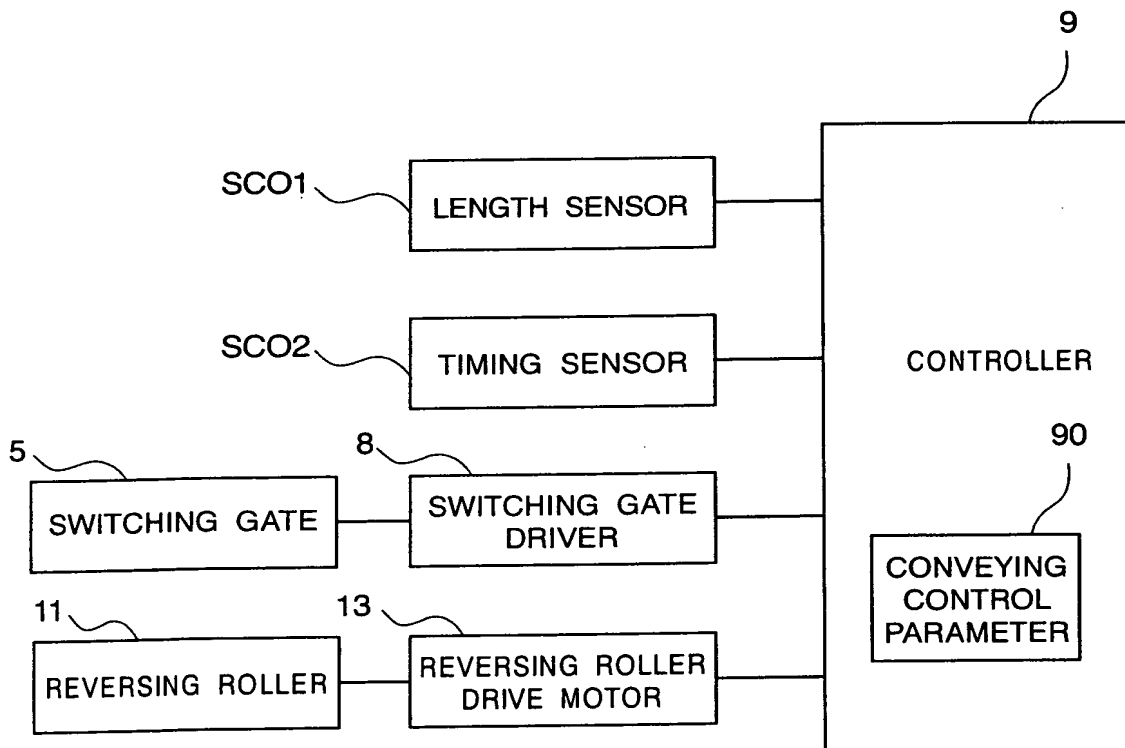 9
SCO1
LENGTH SENSOR
SCO2
TIMING SENSOR
CONTROLLER
5
SWITCHING GATE
8
SWITCHING GATE
DRIVER
90
CONVEYING
CONTROL
PARAMETER
11
REVERSING ROLLER
13
REVERSING ROLLER
DRIVE MOTOR